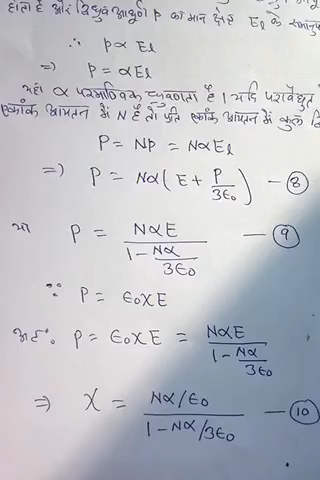 होता है और द्विध्रुव आघूर्ण P का मान क्षेत्र El के समानुपा
∴ p ∝ El
⇒ p = αEl
यहाँ α परमाण्विक ध्रुवणता है। यदि परावैद्युत
एकांक आयतन में N है तो प्रति एकांक आयतन में कुल
P = Np = NαEl
⇒ P = Nα(E + P/3ϵ₀) — ⑧
या P = NαE / (1 - Nα/3ϵ₀) — ⑨
∵ P = ϵ₀χE
अतः P = ϵ₀χE = NαE / (1 - Nα/3ϵ₀)
⇒ χ = (Nα/ϵ₀) / (1 - Nα/3ϵ₀) — ⑩